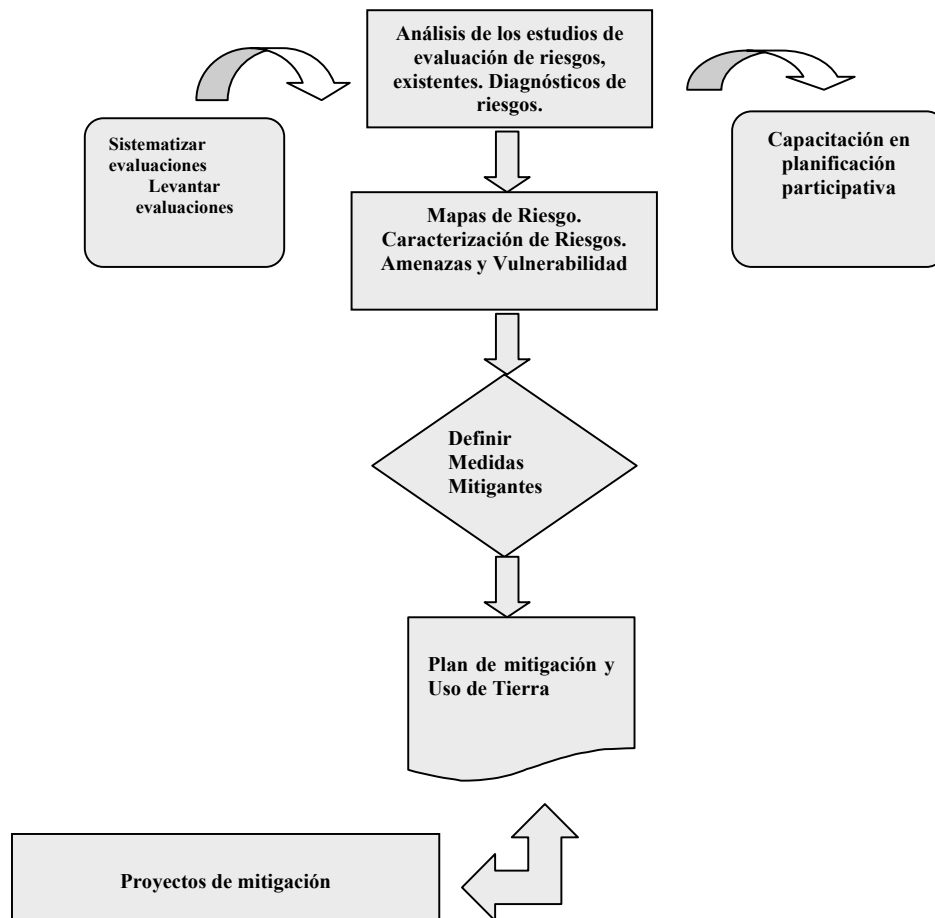 Análisis de los estudios de
evaluación de riesgos,
existentes. Diagnósticos de
riesgos.
Sistematizar
evaluaciones
Levantar
evaluaciones
Capacitación en
planificación
participativa
Mapas de Riesgo.
Caracterización de Riesgos.
Amenazas y Vulnerabilidad
Definir
Medidas
Mitigantes
Plan de mitigación y
Uso de Tierra
Proyectos de mitigación